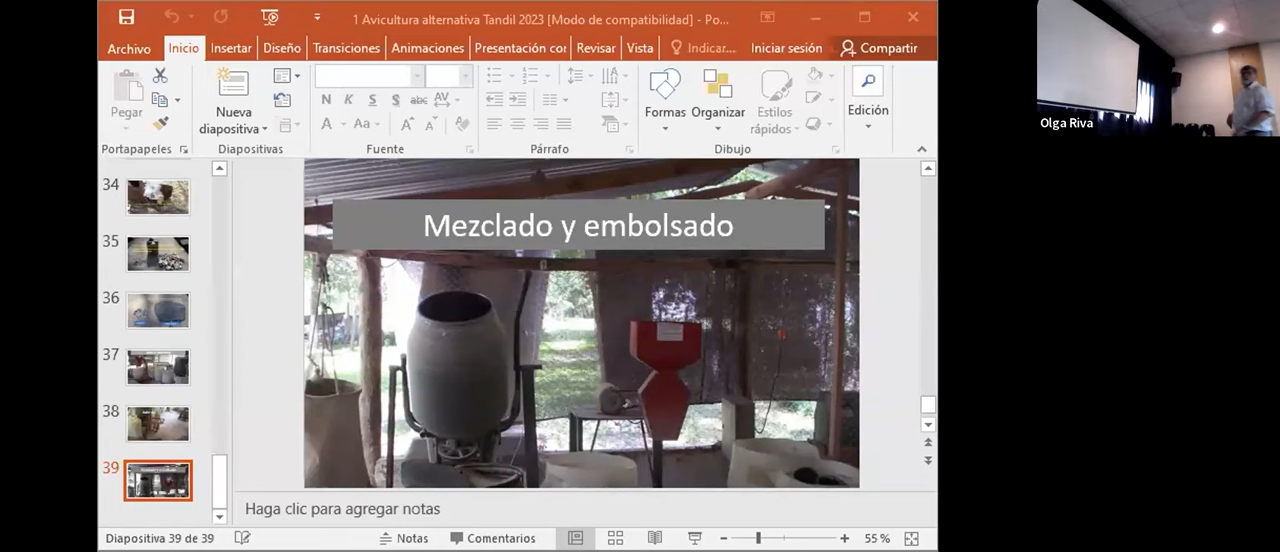 1 Avicultura alternativa Tandil 2023 [Modo de compatibilidad] - Po...
Archivo Inicio Insertar Diseño Transiciones Animaciones Presentación cor Revisar Vista Indicar... Iniciar sesión Compartir
Pegar
Nueva
diapositiva
N K S S abc AV
A Aa A A
Formas Organizar Estilos
rápidos
Edición
Portapapeles Diapositivas Fuente Párrafo Dibujo
34
35
36
37
38
39
Mezclado y embolsado
Haga clic para agregar notas
Diapositiva 39 de 39 Notas Comentarios 55 %
Olga Riva